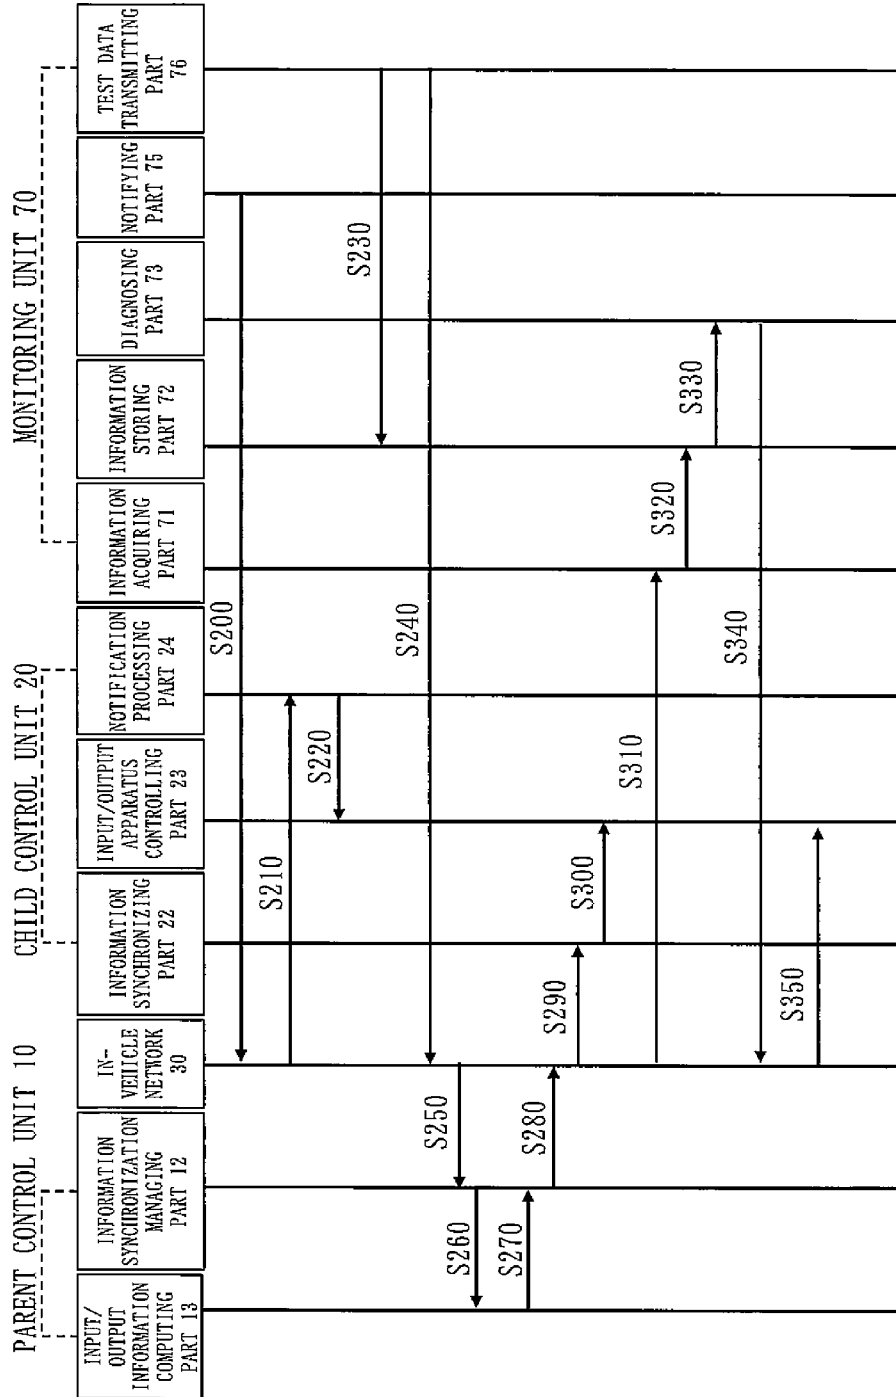 PARENT CONTROL UNIT 10
CHILD CONTROL UNIT 20
MONITORING UNIT 70
INPUT/
OUTPUT
INFORMATION
COMPUTING
PART 13
INFORMATION
SYNCHRONIZATION
MANAGING
PART 12
IN-
VEHICLE
NETWORK
30
INFORMATION
SYNCHRONIZING
PART 22
INPUT/OUTPUT
APPARATUS
CONTROLLING
PART 23
NOTIFICATION
PROCESSING
PART 24
INFORMATION
ACQUIRING
PART 71
INFORMATION
STORING
PART 72
DIAGNOSING
PART 73
NOTIFYING
PART 75
TEST DATA
TRANSMITTING
PART
76
S200
S210
S220
S230
S240
S250
S260
S270
S280
S290
S300
S310
S320
S330
S340
S350